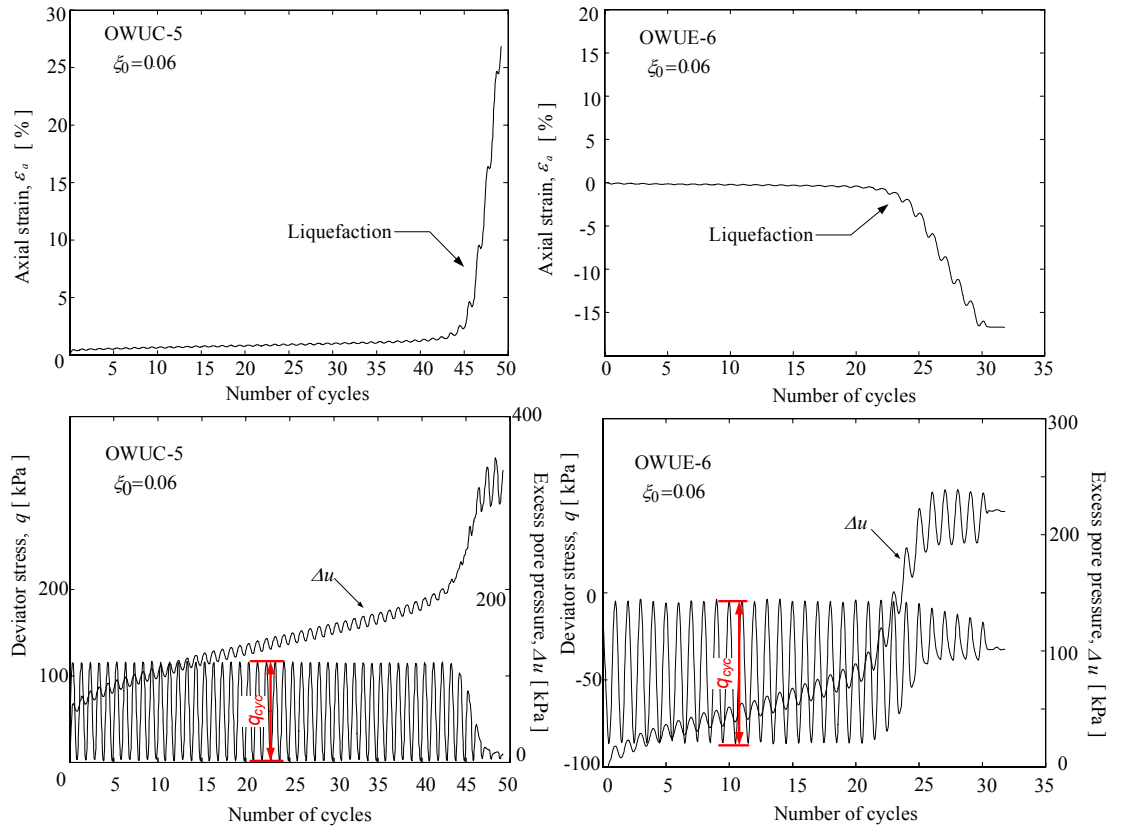 OWUC-5
ξ0=0.06
Axial strain, εa [ % ]
30
25
20
15
10
5
0
Liquefaction
5 10 15 20 25 30 35 40 45 50
Number of cycles
OWUE-6
ξ0=0.06
Axial strain, εa [ % ]
20
15
10
5
0
-5
-10
-15
Liquefaction
0 5 10 15 20 25 30 35
Number of cycles
OWUC-5
ξ0=0.06
Deviator stress, q [ kPa]
200
100
0
Δu
qcyc
400
200
0
Excess pore pressure, Δu [ kPa]
0 5 10 15 20 25 30 35 40 45 50
Number of cycles
OWUE-6
ξ0=0.06
Deviator stress, q [ kPa]
0
-50
-100
Δu
qcyc
300
200
100
0
Excess pore pressure, Δu [ kPa]
0 10 15 20 25 30 35
Number of cycles